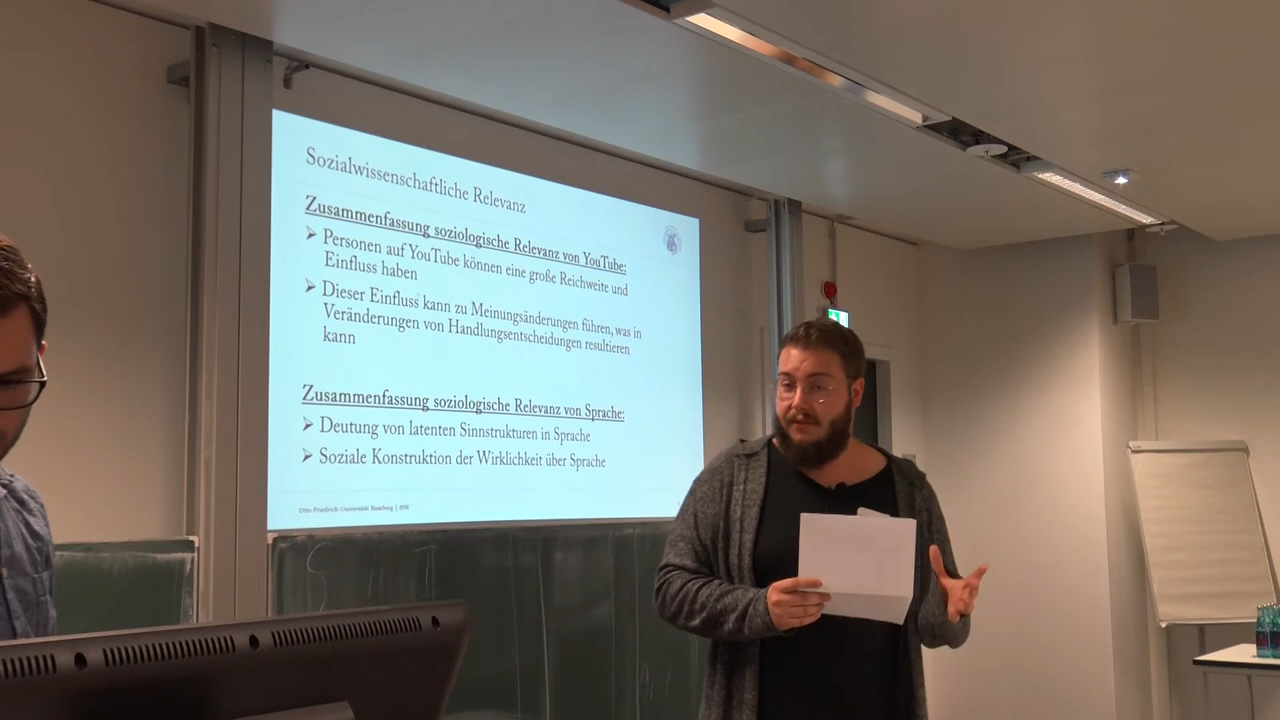 Sozialwissenschaftliche Relevanz
Zusammenfassung soziologische Relevanz von YouTube:
➢ Personen auf YouTube können eine große Reichweite und
Einfluss haben
➢ Dieser Einfluss kann zu Meinungsänderungen führen, was in
Veränderungen von Handlungsentscheidungen resultieren
kann
Zusammenfassung soziologische Relevanz von Sprache:
➢ Deutung von latenten Sinnstrukturen in Sprache
➢ Soziale Konstruktion der Wirklichkeit über Sprache
Otto-Friedrich-Universität Bamberg |